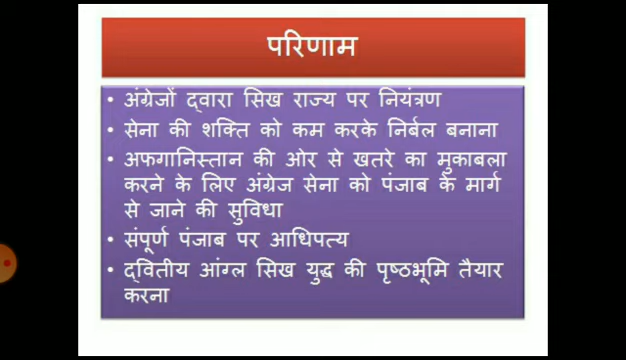 परिणाम
• अंग्रेजों द्वारा सिख राज्य पर नियंत्रण
• सेना की शक्ति को कम करके निर्बल बनाना
• अफगानिस्तान की ओर से खतरे का मुकाबला
करने के लिए अंग्रेज सेना को पंजाब के मार्ग
से जाने की सुविधा
• संपूर्ण पंजाब पर आधिपत्य
• द्वितीय आंग्ल सिख युद्ध की पृष्ठभूमि तैयार
करना